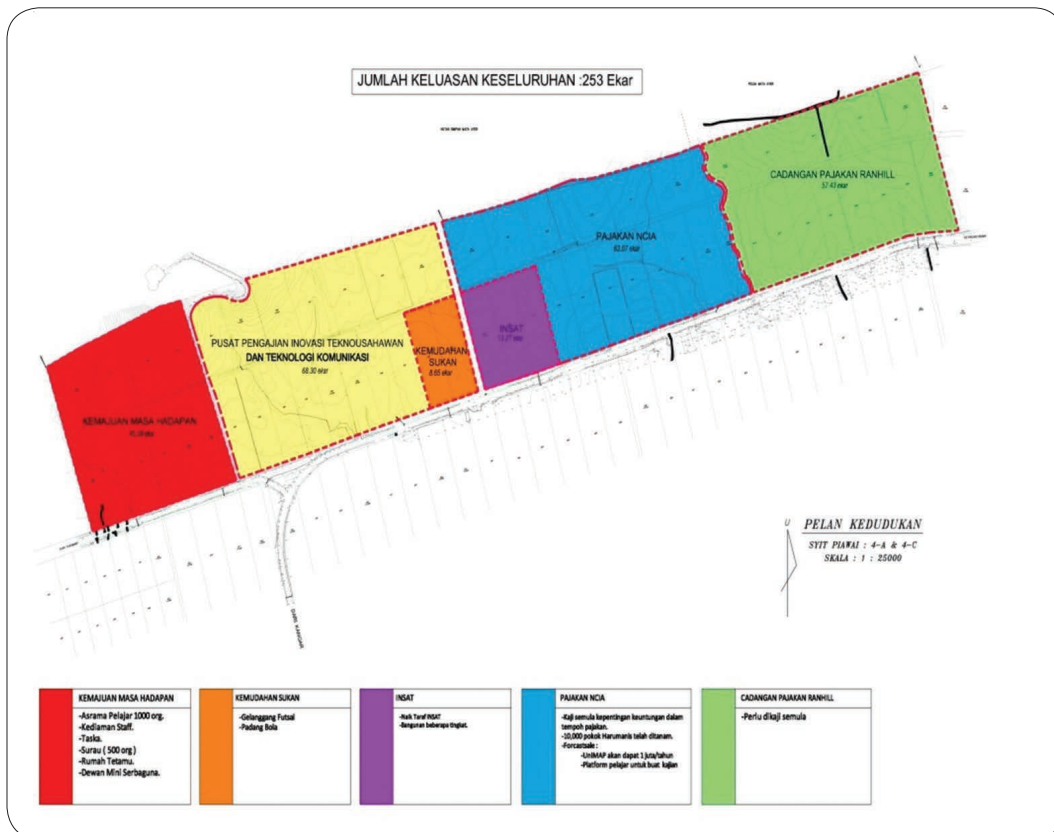 JUMLAH KELUASAN KESELURUHAN :253 Ekar
CADANGAN PAJAKAN RANHILL
57.43 ekar
PAJAKAN NCIA
63.07 ekar
INSAT
PUSAT PENGAJIAN INOVASI TEKNOUSAHAWAN
DAN TEKNOLOGI KOMUNIKASI
68.30 ekar
KEMUDAHAN
SUKAN
8.65 ekar
KEMAJUAN MASA HADAPAN
DARI KANGAR
U
PELAN KEDUDUKAN
SYIT PIAWAI : 4-A & 4-C
SKALA : 1 : 25000
KEMAJUAN MASA HADAPAN
-Asrama Pelajar 1000 org.
-Kediaman Staff.
-Taska.
-Surau ( 500 org )
-Rumah Tetamu.
-Dewan Mini Serbaguna.
KEMUDAHAN SUKAN
-Gelanggang Futsal
-Padang Bola
INSAT
-Naik Taraf INSAT
-Bangunan beberapa tingkat.
PAJAKAN NCIA
-Kaji semula kepentingan keuntungan dalam
tempoh pajakan.
-10,000 pokok Harumanis telah ditanam.
-Forcastsale :
-UniMAP akan dapat 1 juta/tahun
-Platform pelajar untuk buat kajian
CADANGAN PAJAKAN RANHILL
-Perlu dikaji semula